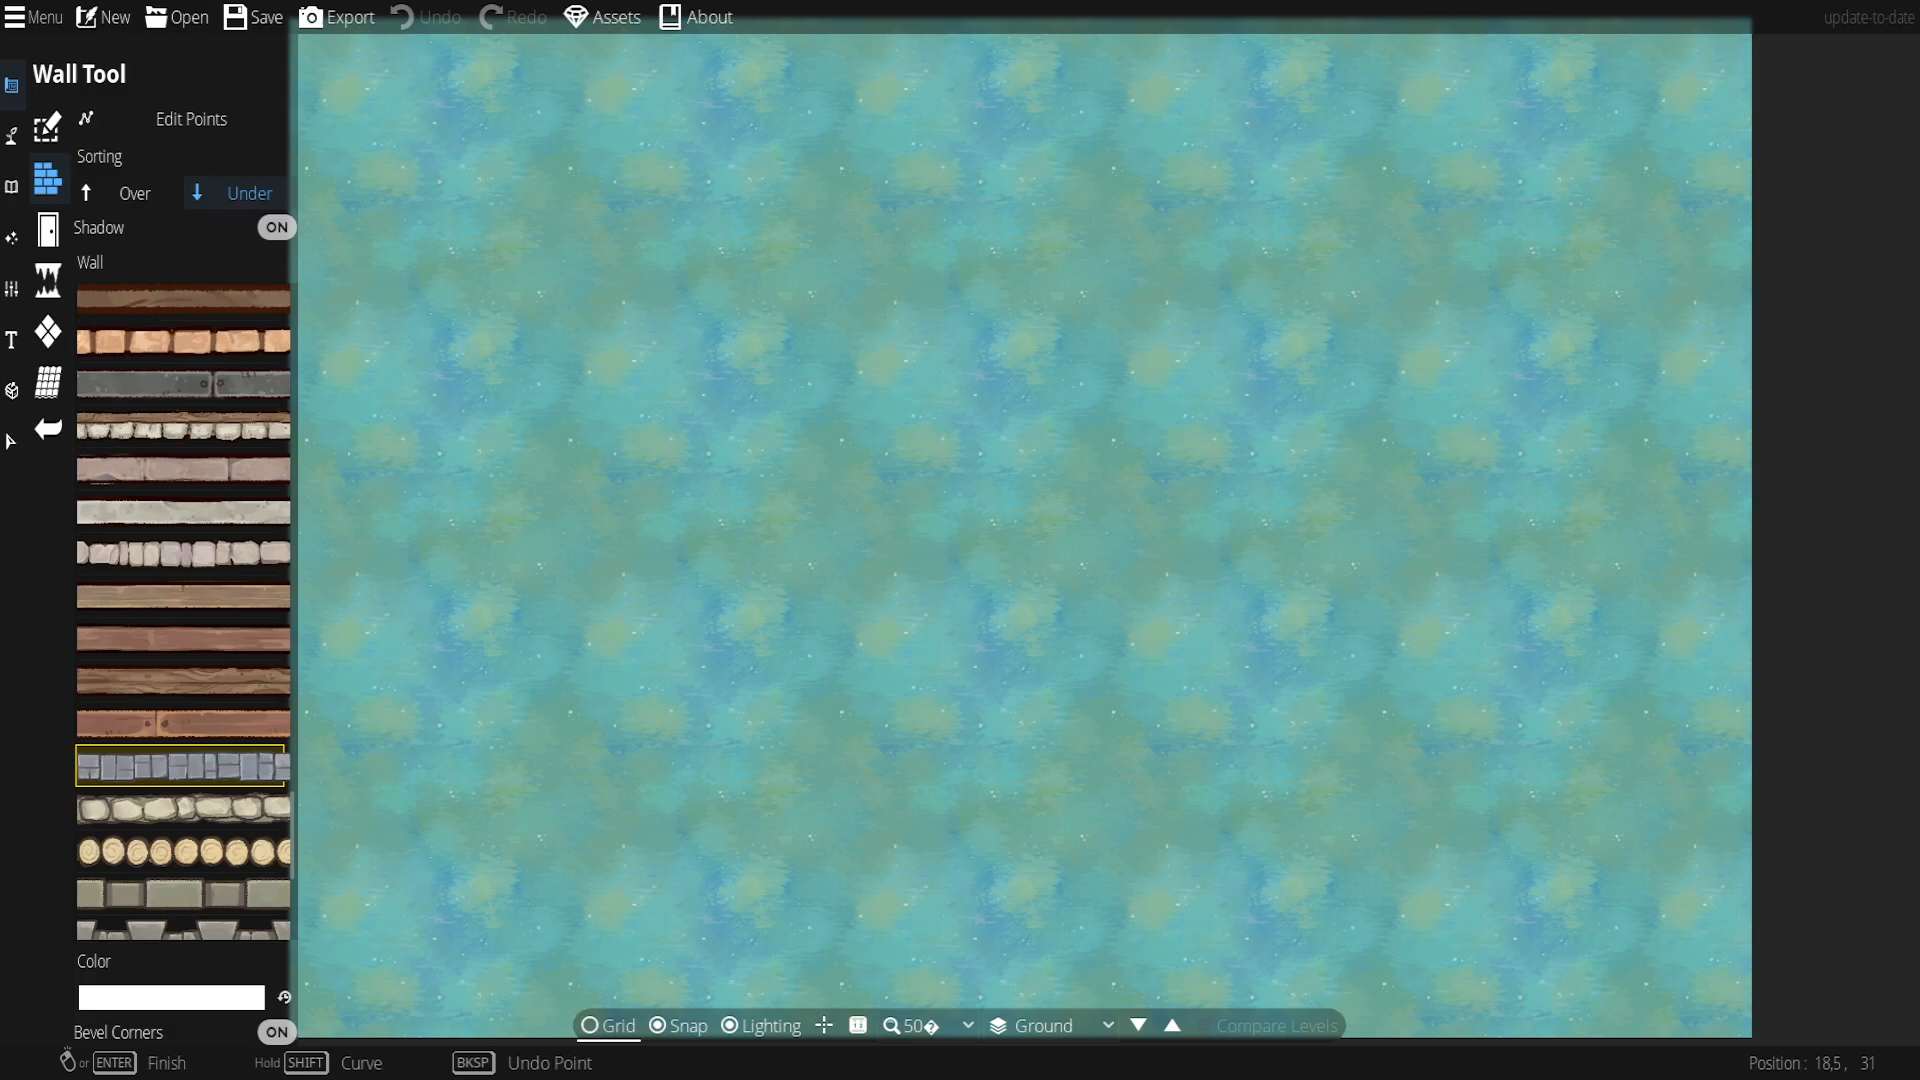 Menu New Open Save Export Undo Redo Assets About update-to-date
Wall Tool
Edit Points
Sorting
Over Under
Shadow ON
Wall
T
Color
Bevel Corners ON
Grid Snap Lighting 50� Ground Compare Levels
or ENTER Finish Hold SHIFT Curve BKSP Undo Point Position : 18,5 , 31